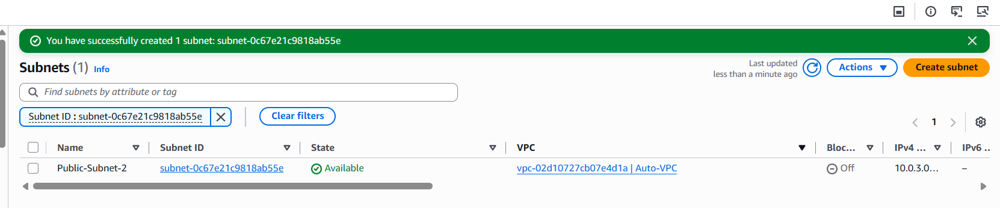 You have successfully created 1 subnet: subnet-0c67e21c9818ab55e
Subnets (1) Info
Last updated
less than a minute ago
Actions
Create subnet
Find subnets by attribute or tag
Subnet ID : subnet-0c67e21c9818ab55e
Clear filters
1
Name Subnet ID State VPC Bloc... IPv4 ... IPv6 ..
Public-Subnet-2 subnet-0c67e21c9818ab55e Available vpc-02d10727cb07e4d1a | Auto-VPC Off 10.0.3.0... –